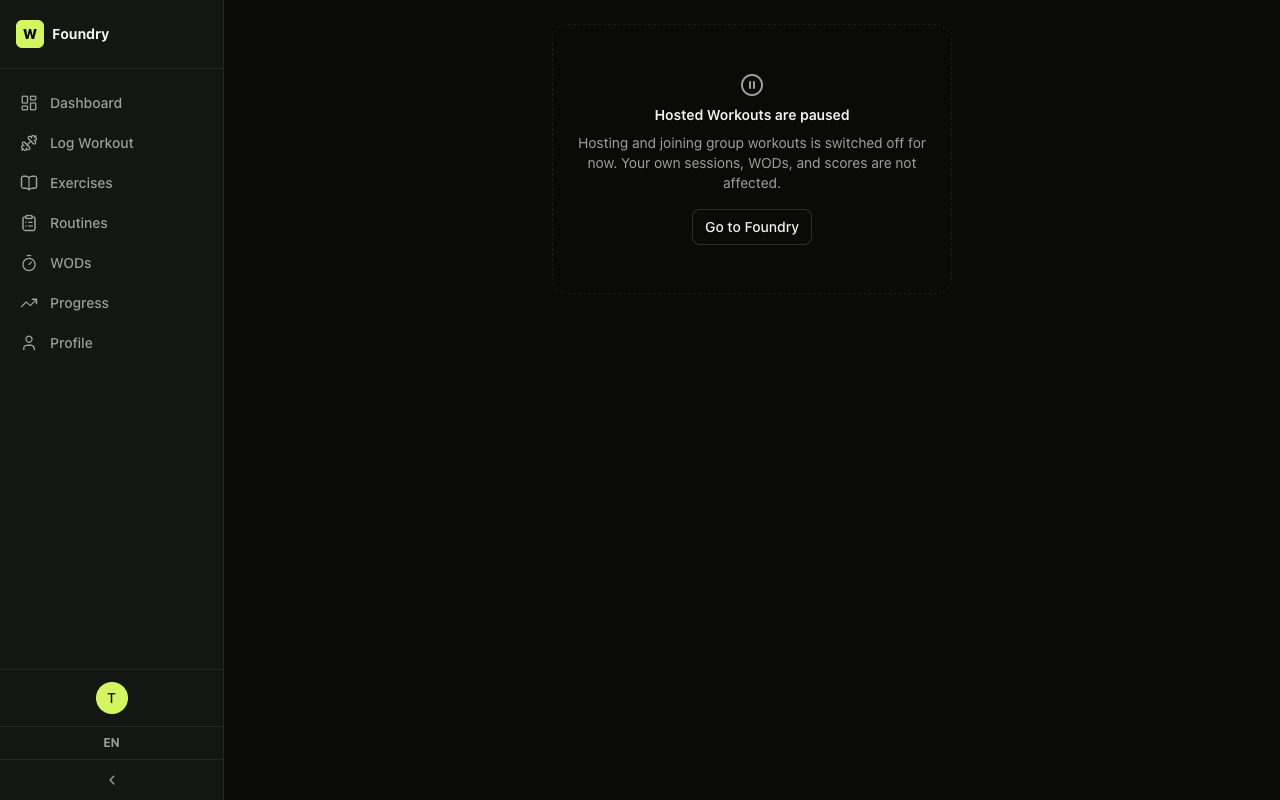 W Foundry
Dashboard
Log Workout
Exercises
Routines
WODs
Progress
Profile
T
EN
Hosted Workouts are paused
Hosting and joining group workouts is switched off for
now. Your own sessions, WODs, and scores are not
affected.
Go to Foundry